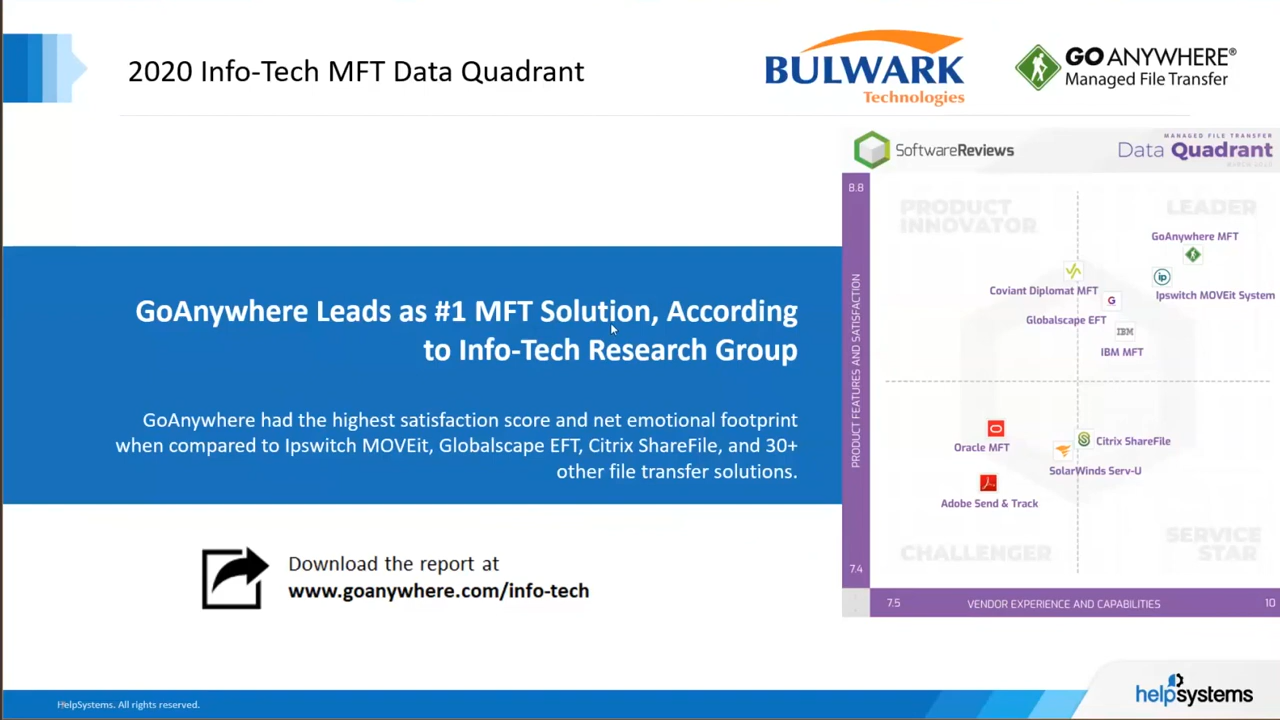 2020 Info-Tech MFT Data Quadrant
BULWARK
Technologies
GO ANYWHERE®
Managed File Transfer
SoftwareReviews
MANAGED FILE TRANSFER
Data Quadrant
8.8
PRODUCT
INNOVATOR
LEADER
GoAnywhere MFT
Coviant Diplomat MFT
ip
Ipswitch MOVEit System
G
Globalscape EFT
IBM
IBM MFT
PRODUCT FEATURES AND SATISFACTION
Oracle MFT
Citrix ShareFile
SolarWinds Serv-U
Adobe Send & Track
CHALLENGER
SERVICE
STAR
7.4
7.5
VENDOR EXPERIENCE AND CAPABILITIES
10
GoAnywhere Leads as #1 MFT Solution, According
to Info-Tech Research Group
GoAnywhere had the highest satisfaction score and net emotional footprint
when compared to Ipswitch MOVEit, Globalscape EFT, Citrix ShareFile, and 30+
other file transfer solutions.
Download the report at
www.goanywhere.com/info-tech
HelpSystems. All rights reserved.
helpsystems